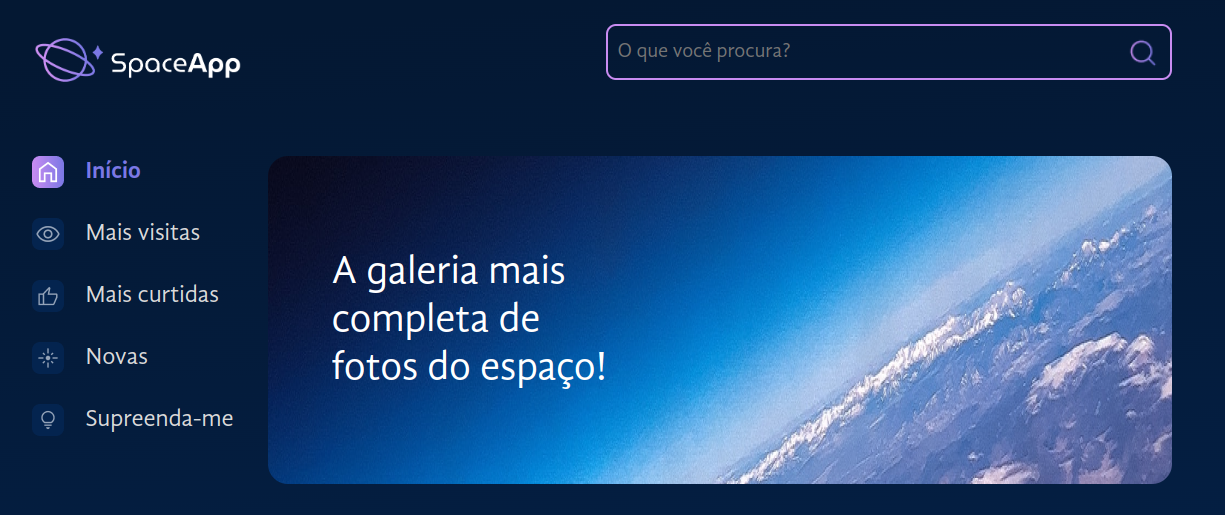 SpaceApp
O que você procura?
Início
Mais visitas
Mais curtidas
Novas
Supreenda-me
A galeria mais
completa de
fotos do espaço!